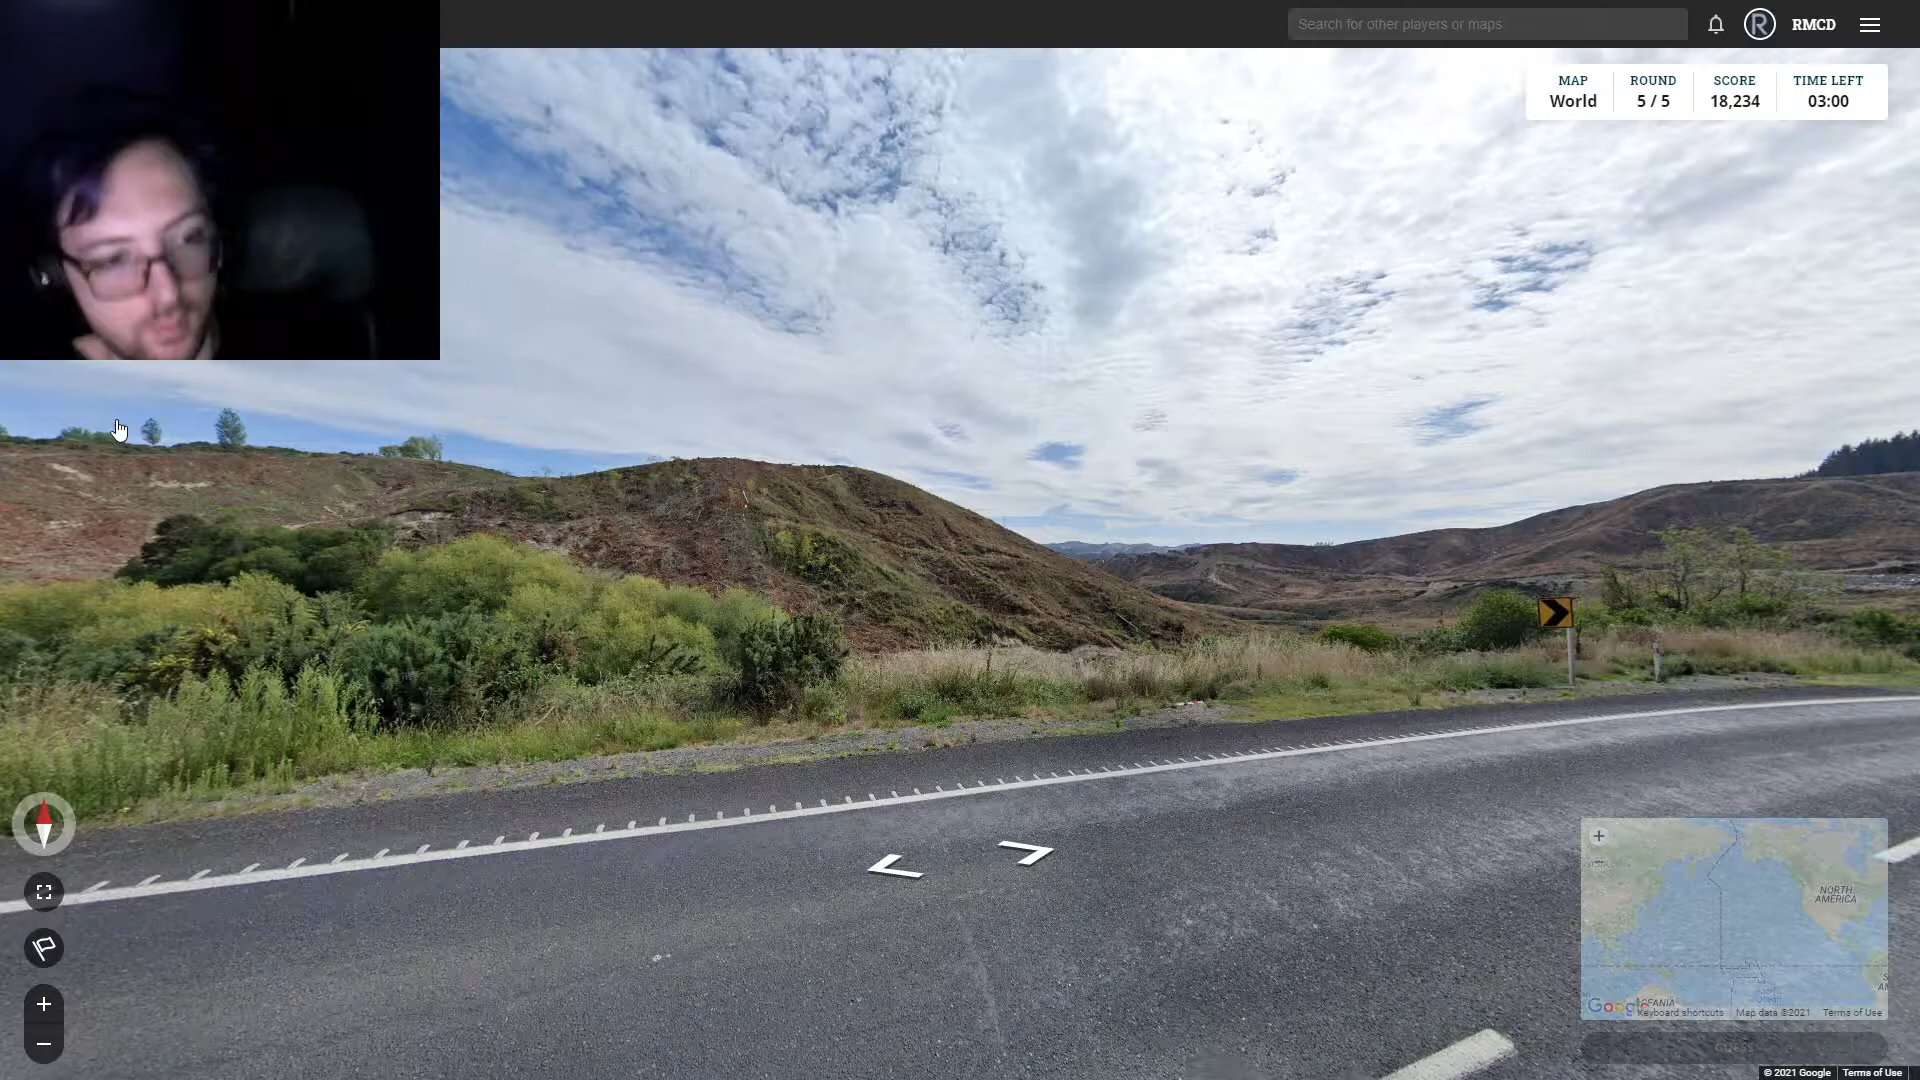 Search for other players or maps
RMCD
MAP
World
ROUND
5 / 5
SCORE
18,234
TIME LEFT
03:00
NORTH
AMERICA
Google
Keyboard shortcuts
Map data ©2021
Terms of Use
© 2021 Google
Terms of Use